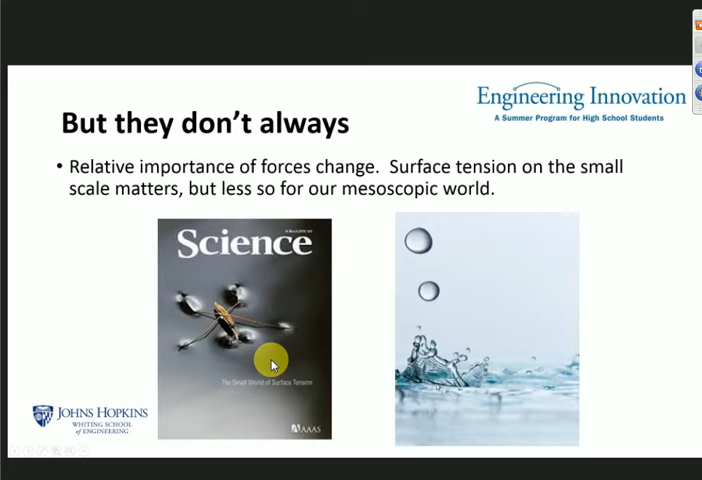 Engineering Innovation
A Summer Program for High School Students
But they don't always
• Relative importance of forces change. Surface tension on the small
scale matters, but less so for our mesoscopic world.
Science
The Small World of Surface Tension
AAAS
JOHNS HOPKINS
WHITING SCHOOL
of ENGINEERING